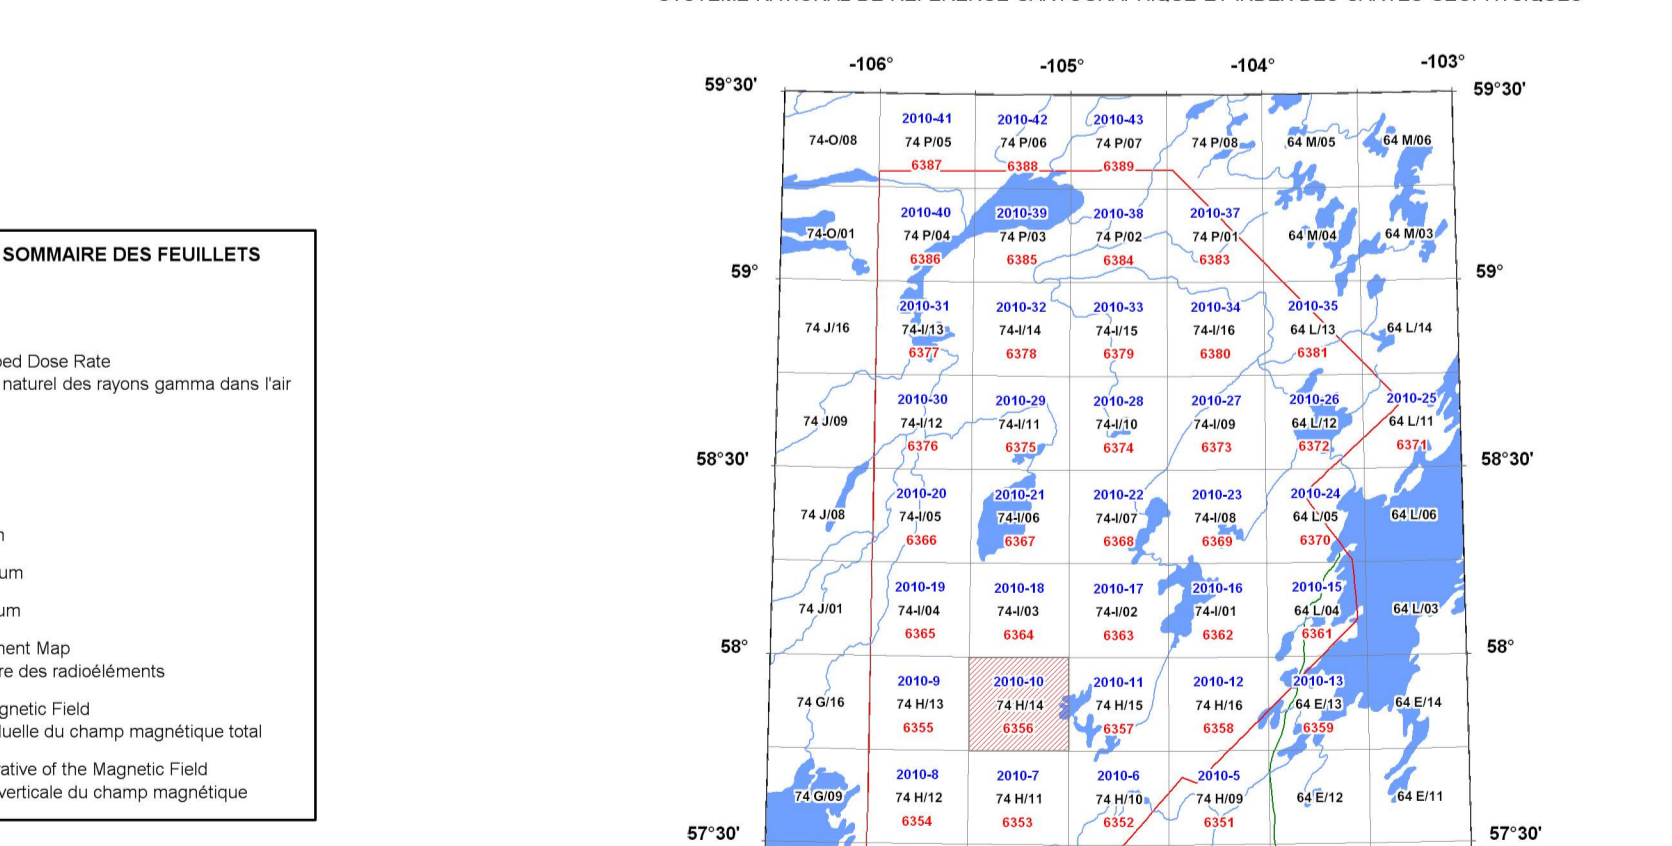 SYSTÈME NATIONAL DE RÉFÉRENCE CARTOGRAPHIQUE ET INDEX DES CARTES GÉOPHYSIQUES
SOMMAIRE DES FEUILLETS
Dose Rate
naturel des rayons gamma dans l'air
Map
re des radioéléments
gnetic Field
uelle du champ magnétique total
ative of the Magnetic Field
verticale du champ magnétique
-106° -105° -104° -103°
59°30' 59°30'
2010-41 2010-42 2010-43
74-O/08 74 P/05 74 P/06 74 P/07 74 P/08 64 M/05 64 M/06
6387 6388 6389
2010-40 2010-39 2010-38 2010-37
74-O/01 74 P/04 74 P/03 74 P/02 74 P/01 64 M/04 64 M/03
6386 6385 6384 6383
59° 59°
2010-31 2010-32 2010-33 2010-34 2010-35
74 J/16 74-I/13 74-I/14 74-I/15 74-I/16 64 L/13 64 L/14
6377 6378 6379 6380 6381
2010-30 2010-29 2010-28 2010-27 2010-26 2010-25
74 J/09 74-I/12 74-I/11 74-I/10 74-I/09 64 L/12 64 L/11
6376 6375 6374 6373 6372 6371
58°30' 58°30'
2010-20 2010-21 2010-22 2010-23 2010-24
74 J/08 74-I/05 74-I/06 74-I/07 74-I/08 64 L/05 64 L/06
6366 6367 6368 6369 6370
2010-19 2010-18 2010-17 2010-16 2010-15
74 J/01 74-I/04 74-I/03 74-I/02 74-I/01 64 L/04 64 L/03
6365 6364 6363 6362 6361
58° 58°
2010-9 2010-10 2010-11 2010-12 2010-13
74 G/16 74 H/13 74 H/14 74 H/15 74 H/16 64 E/13 64 E/14
6355 6356 6357 6358 6359
2010-8 2010-7 2010-6 2010-5
74 G/09 74 H/12 74 H/11 74 H/10 74 H/09 64 E/12 64 E/11
6354 6353 6352 6351
57°30' 57°30'